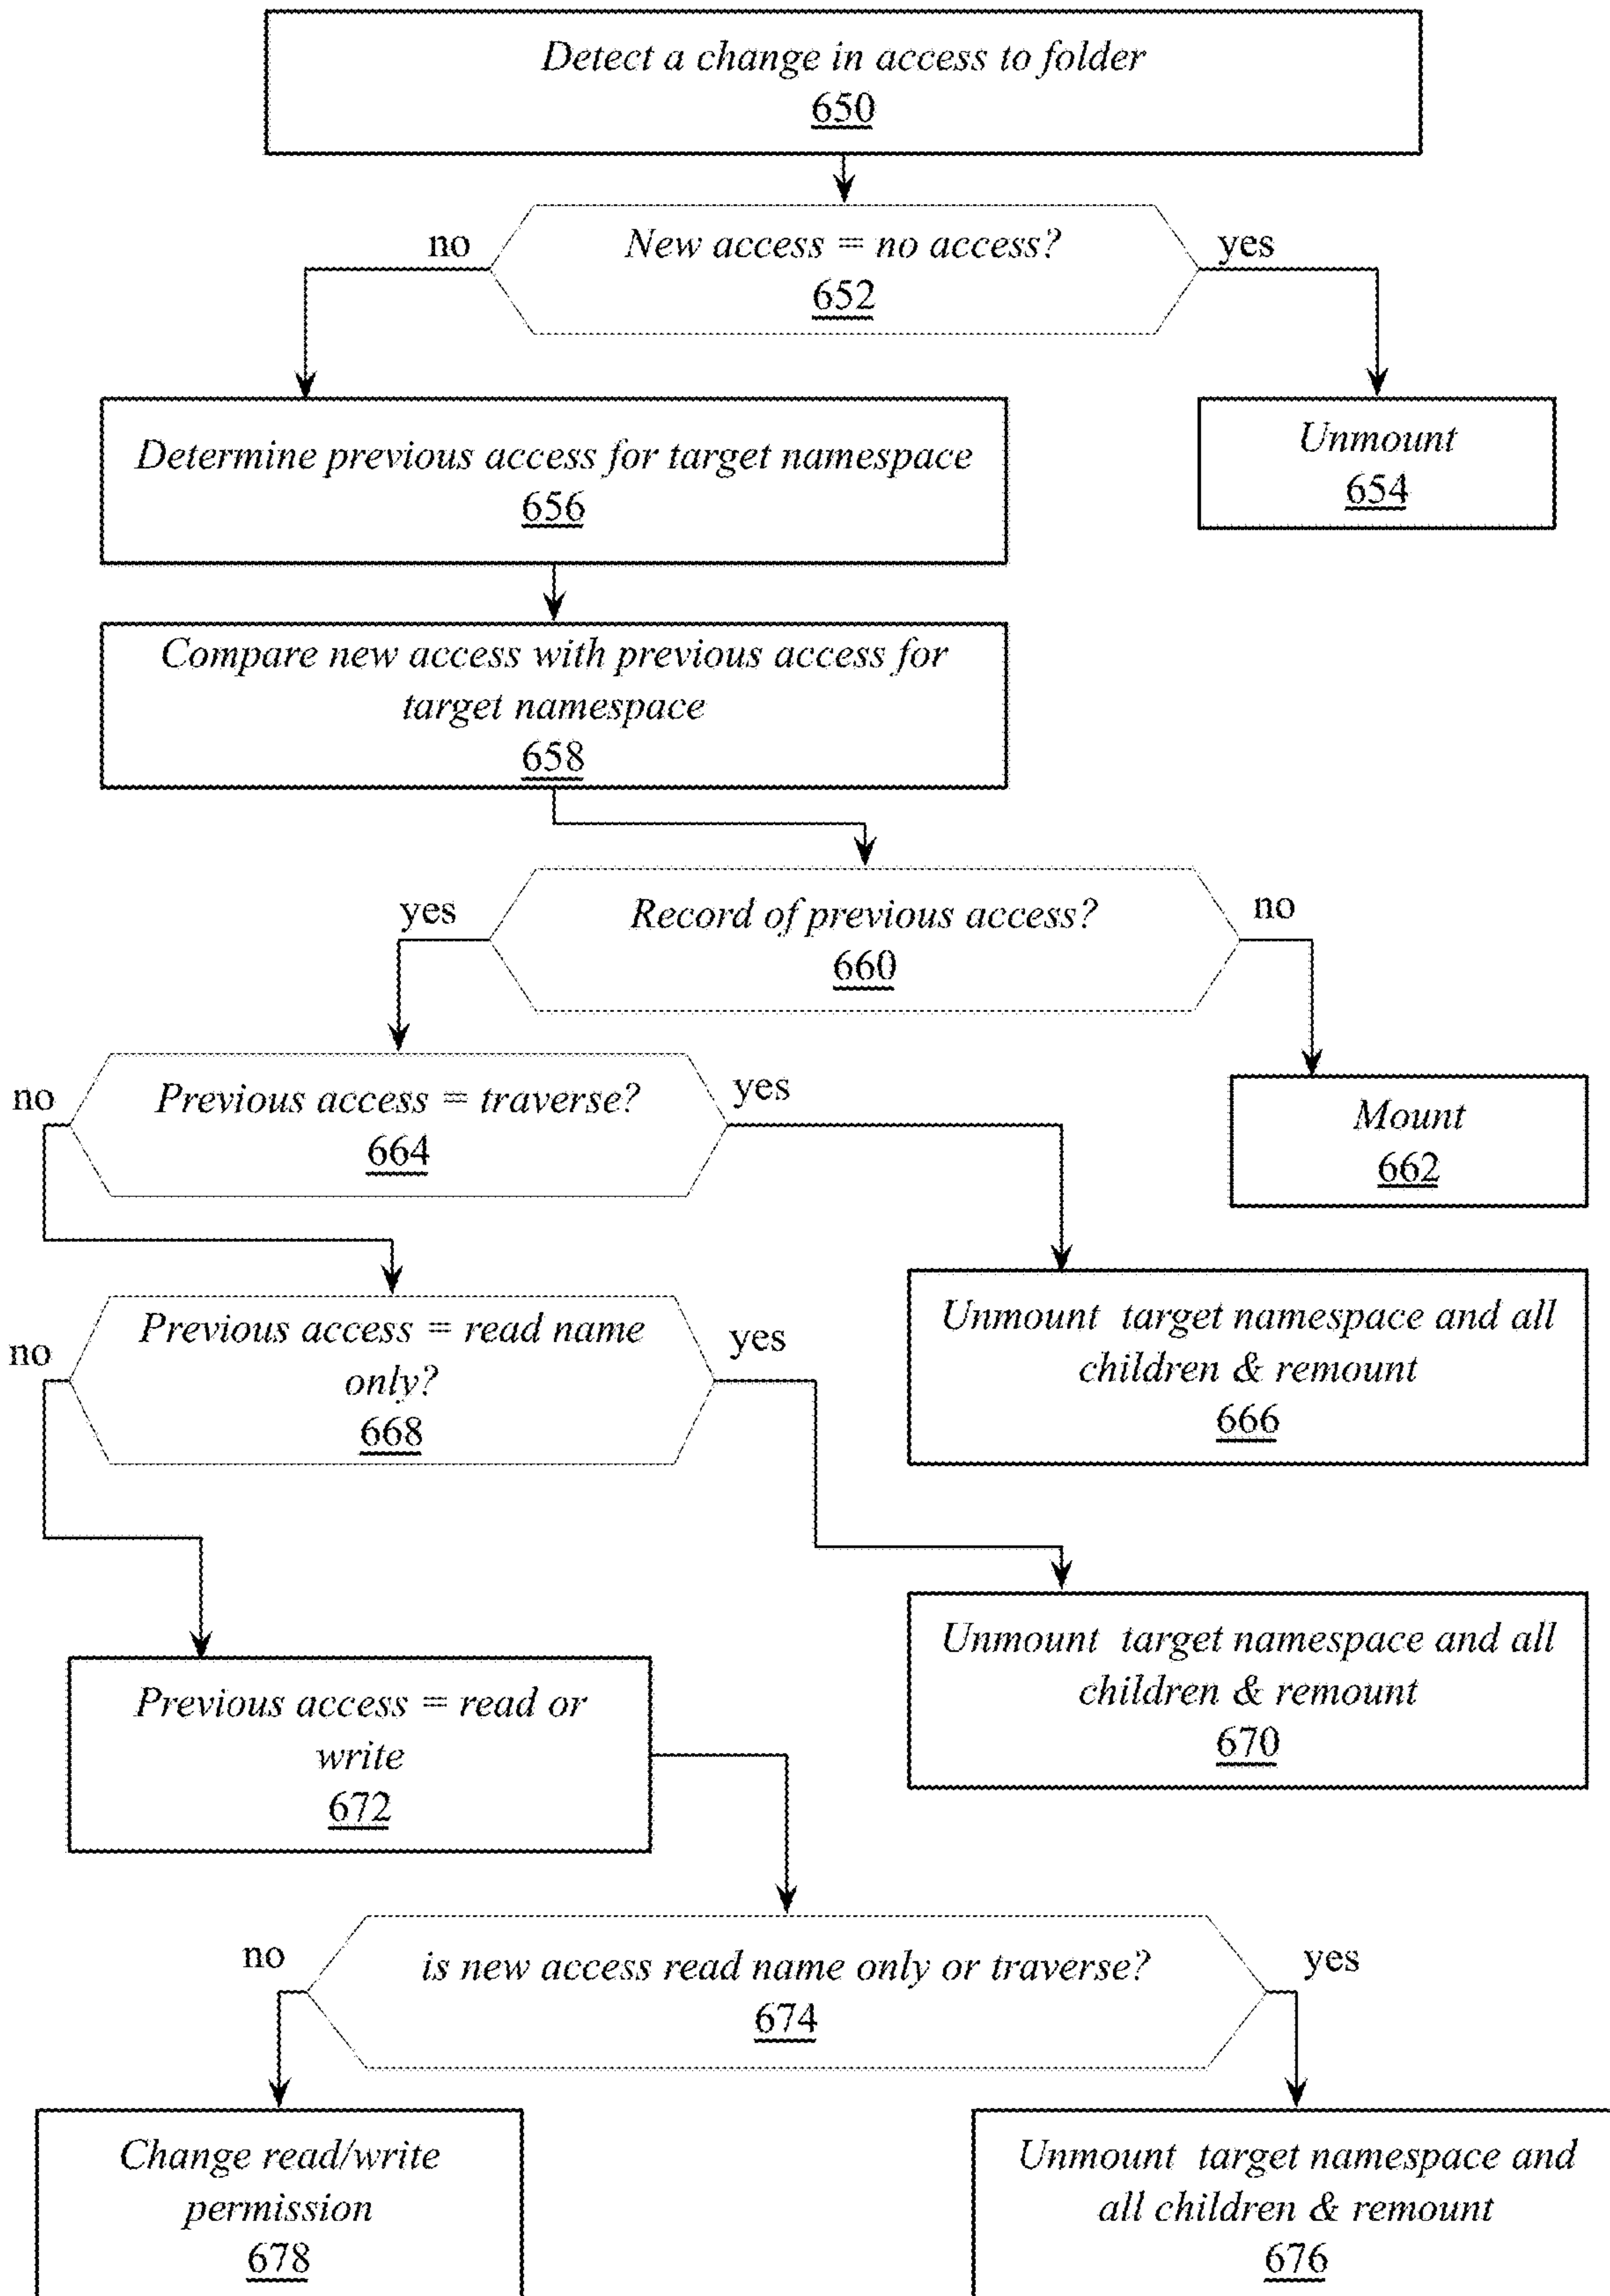 Detect a change in access to folder
650
no
New access = no access?
yes
652
Determine previous access for target namespace
656
Unmount
654
Compare new access with previous access for
target namespace
658
yes
Record of previous access?
no
660
no
Previous access = traverse?
yes
664
Mount
662
Unmount target namespace and all
children & remount
666
no
Previous access = read name
only?
yes
668
Unmount target namespace and all
children & remount
670
Previous access = read or
write
672
no
is new access read name only or traverse?
yes
674
Change read/write
permission
678
Unmount target namespace and
all children & remount
676